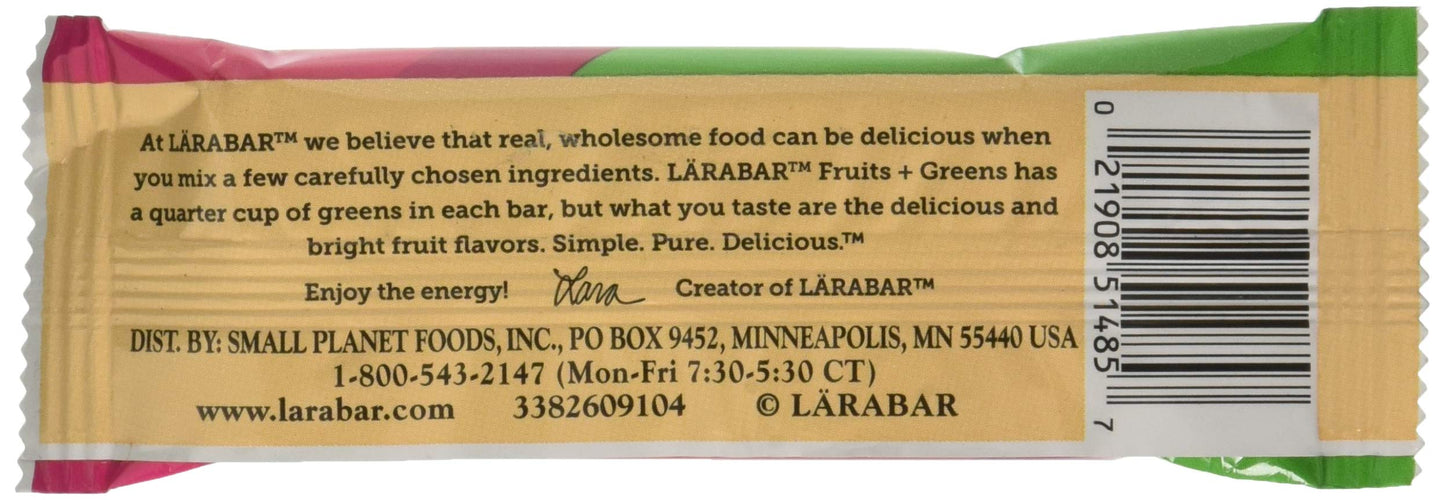 At LÄRABAR™ we believe that real, wholesome food can be delicious when
you mix a few carefully chosen ingredients. LÄRABAR™ Fruits + Greens has
a quarter cup of greens in each bar, but what you taste are the delicious and
bright fruit flavors. Simple. Pure. Delicious.™
Enjoy the energy! Lara Creator of LÄRABAR™
DIST. BY: SMALL PLANET FOODS, INC., PO BOX 9452, MINNEAPOLIS, MN 55440 USA
1-800-543-2147 (Mon-Fri 7:30-5:30 CT)
www.larabar.com 3382609104 © LÄRABAR
0 21908 51485 7